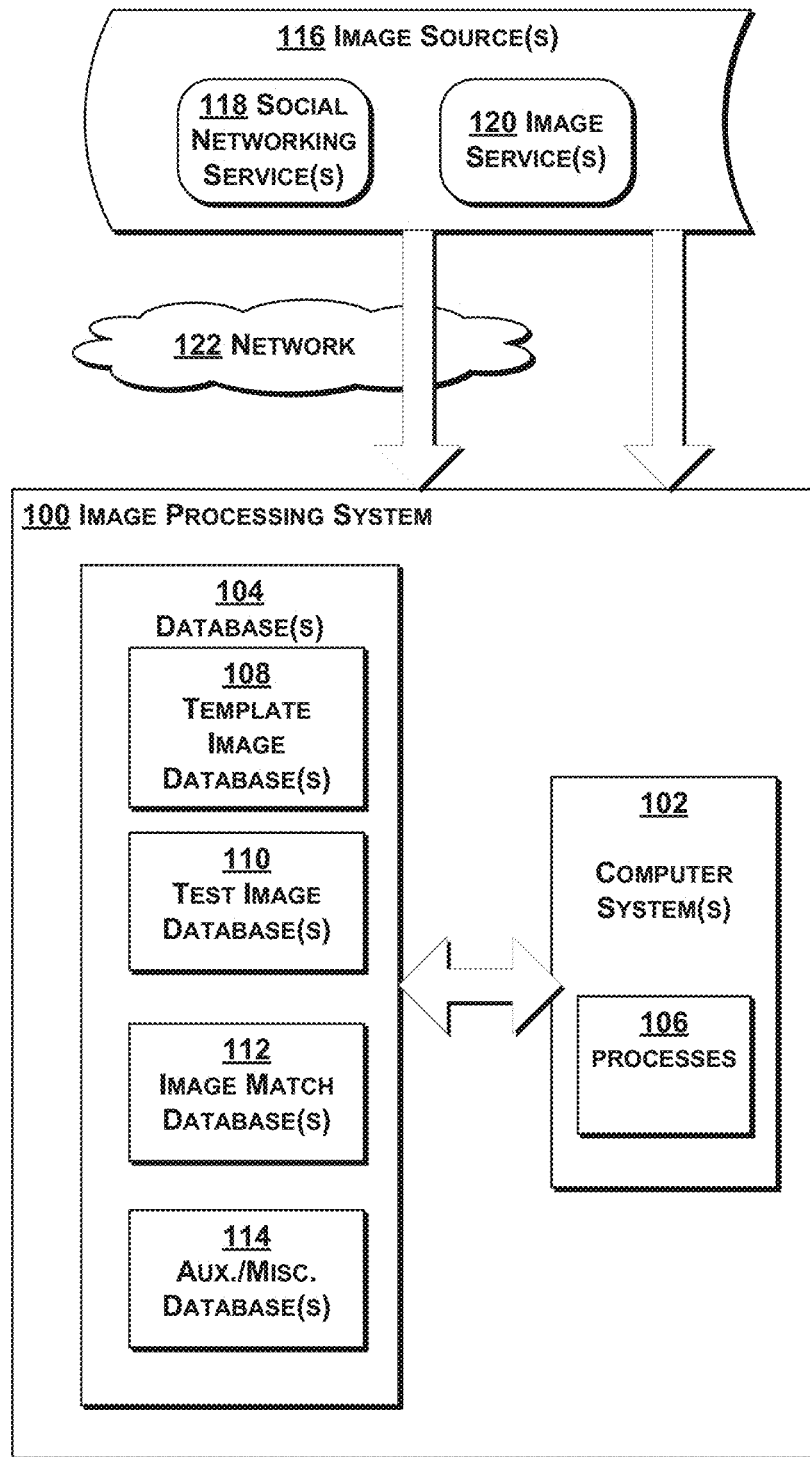 116 IMAGE SOURCE(S)
118 SOCIAL
NETWORKING
SERVICE(S)
120 IMAGE
SERVICE(S)
122 NETWORK
100 IMAGE PROCESSING SYSTEM
104
DATABASE(S)
108
TEMPLATE
IMAGE
DATABASE(S)
110
TEST IMAGE
DATABASE(S)
112
IMAGE MATCH
DATABASE(S)
114
AUX./MISC.
DATABASE(S)
102
COMPUTER
SYSTEM(S)
106
PROCESSES